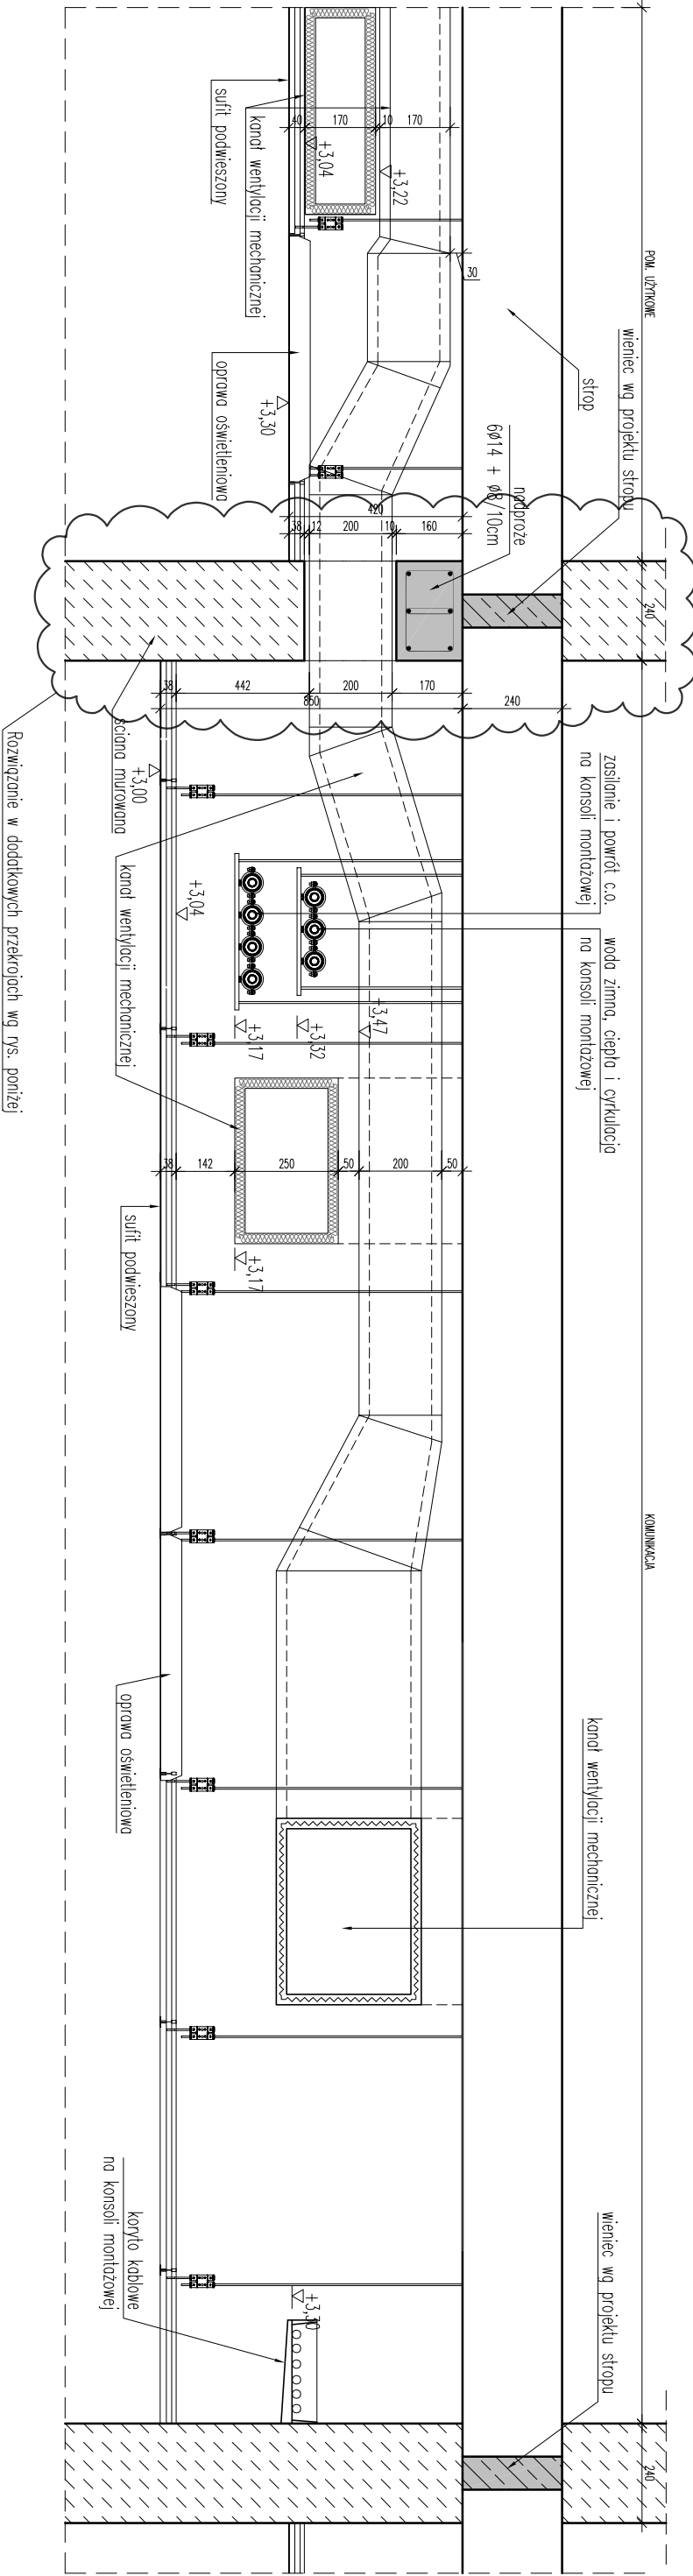 POM. UŻYTKOWE
240
KOMUNIKACJA
240
wieniec wg projektu stropu
strop
nadproże
6ø14 + ø8/10cm
zasilanie i powrót c.o.
na konsoli montażowej
woda zimna, ciepła i cyrkulacja
na konsoli montażowej
kanał wentylacji mechanicznej
wieniec wg projektu stropu
30
40
170
10
170
+3,04
+3,22
kanał wentylacji mechanicznej
sufit podwieszony
oprawa oświetleniowa
+3,30
420
38
12
200
10
160
38
442
200
170
860
240
+3,00
ściana murowana
+3,04
kanał wentylacji mechanicznej
+3,17
+3,32
+3,47
38
142
250
50
200
50
+3,17
sufit podwieszony
oprawa oświetleniowa
+3,30
koryto kablowe
na konsoli montażowej
Rozwiązanie w dodatkowych przekrojach wg rys. poniżej